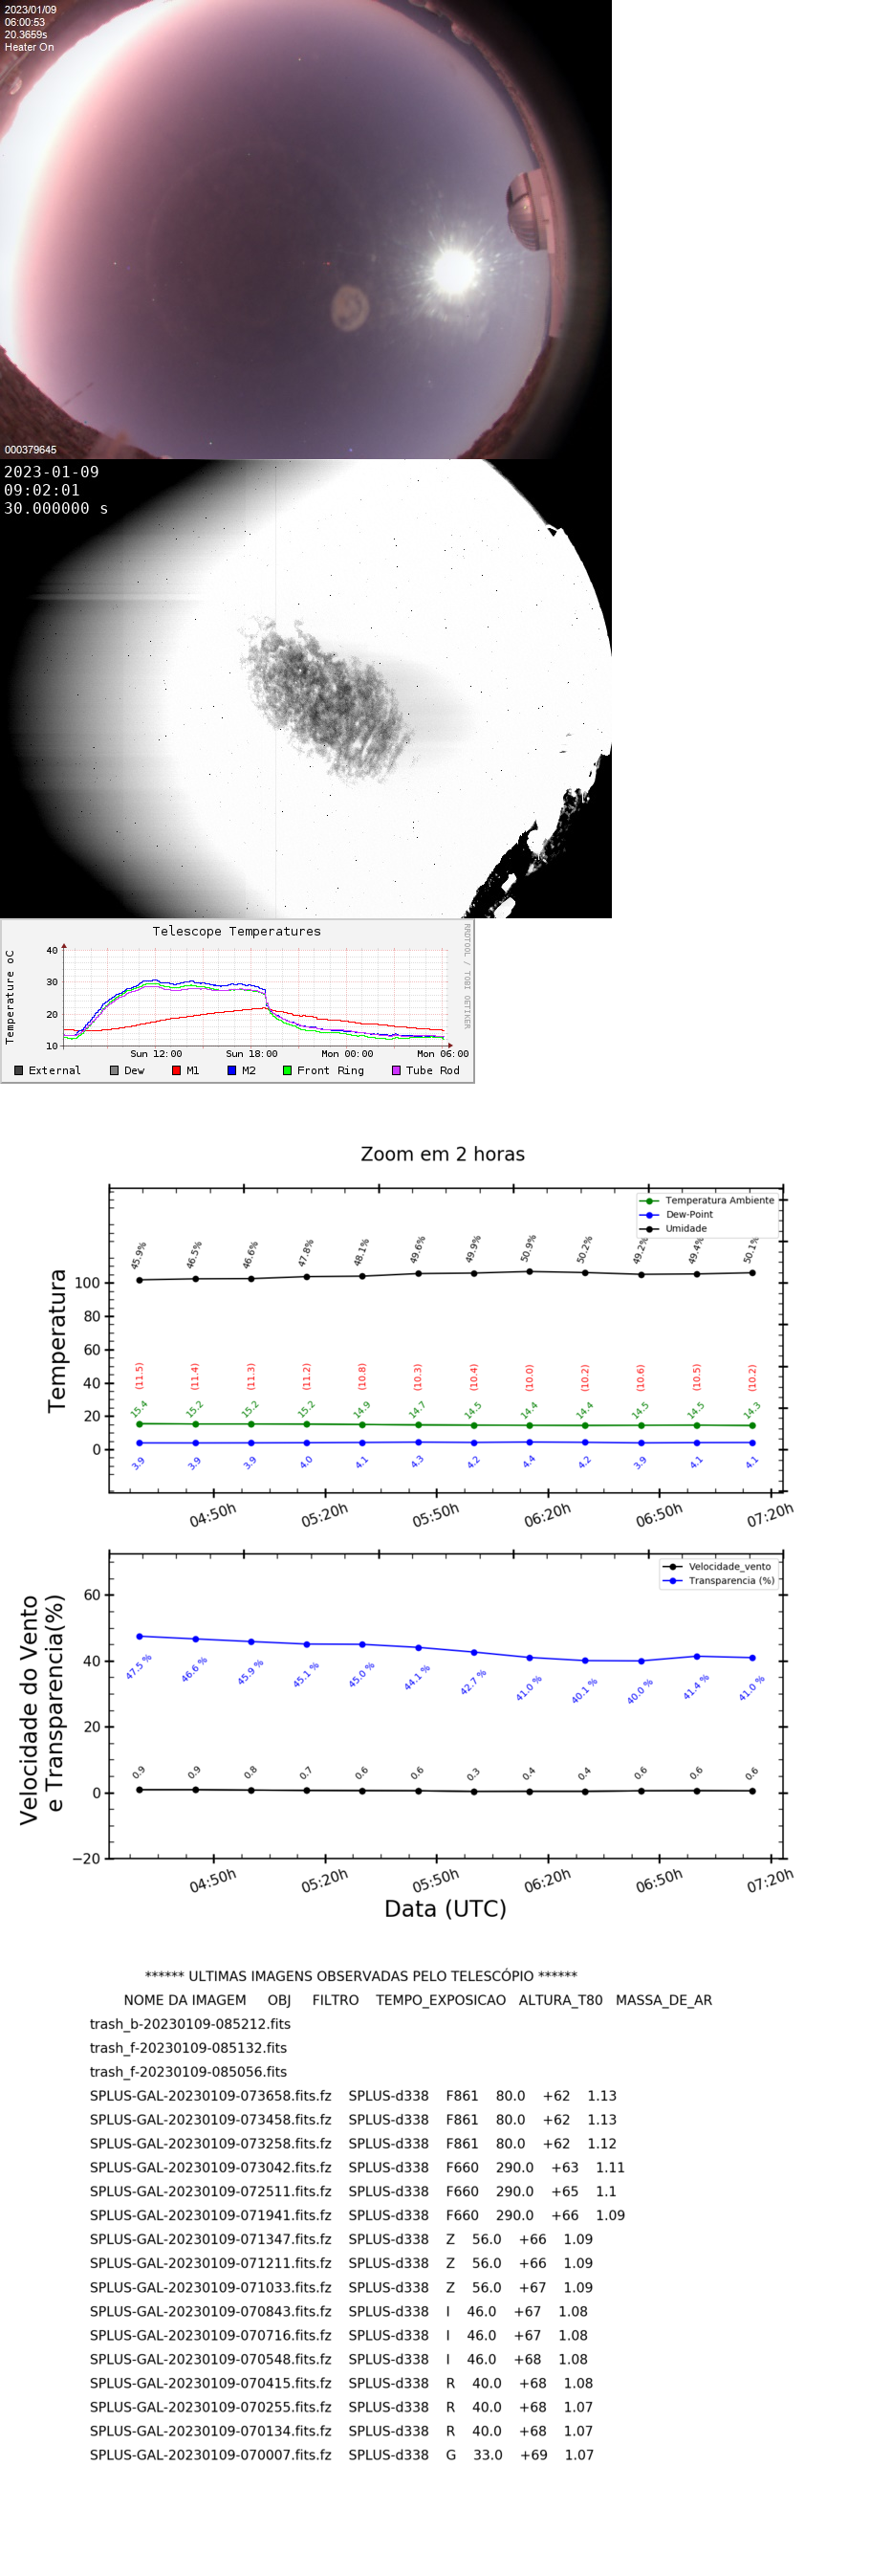 2023/01/09
06:00:53
20.3659s
Heater On
000379645
2023-01-09
09:02:01
30.000000 s
Telescope Temperatures
RRDTOOL / TOBI OETIKER
Temperature oC
40
30
20
10
Sun 12:00 Sun 18:00 Mon 00:00 Mon 06:00
External Dew M1 M2 Front Ring Tube Rod
Zoom em 2 horas
Temperatura Ambiente
Dew-Point
Umidade
Temperatura
100
80
60
40
20
0
45.9% 46.5% 46.6% 47.8% 48.1% 49.6% 49.9% 50.9% 50.2% 49.2% 49.4% 50.1%
(11.5) (11.4) (11.3) (11.2) (10.8) (10.3) (10.4) (10.0) (10.2) (10.6) (10.5) (10.2)
15.4 15.2 15.2 15.2 14.9 14.7 14.5 14.4 14.4 14.5 14.5 14.3
3.9 3.9 3.9 4.0 4.1 4.3 4.2 4.4 4.2 3.9 4.1 4.1
04:50h 05:20h 05:50h 06:20h 06:50h 07:20h
Velocidade_vento
Transparencia (%)
Velocidade do Vento
e Transparencia(%)
60
40
20
0
−20
47.5 % 46.6 % 45.9 % 45.1 % 45.0 % 44.1 % 42.7 % 41.0 % 40.1 % 40.0 % 41.4 % 41.0 %
0.9 0.9 0.8 0.7 0.6 0.6 0.3 0.4 0.4 0.6 0.6 0.6
04:50h 05:20h 05:50h 06:20h 06:50h 07:20h
Data (UTC)
****** ULTIMAS IMAGENS OBSERVADAS PELO TELESCÓPIO ******
NOME DA IMAGEM OBJ FILTRO TEMPO_EXPOSICAO ALTURA_T80 MASSA_DE_AR
trash_b-20230109-085212.fits
trash_f-20230109-085132.fits
trash_f-20230109-085056.fits
SPLUS-GAL-20230109-073658.fits.fz SPLUS-d338 F861 80.0 +62 1.13
SPLUS-GAL-20230109-073458.fits.fz SPLUS-d338 F861 80.0 +62 1.13
SPLUS-GAL-20230109-073258.fits.fz SPLUS-d338 F861 80.0 +62 1.12
SPLUS-GAL-20230109-073042.fits.fz SPLUS-d338 F660 290.0 +63 1.11
SPLUS-GAL-20230109-072511.fits.fz SPLUS-d338 F660 290.0 +65 1.1
SPLUS-GAL-20230109-071941.fits.fz SPLUS-d338 F660 290.0 +66 1.09
SPLUS-GAL-20230109-071347.fits.fz SPLUS-d338 Z 56.0 +66 1.09
SPLUS-GAL-20230109-071211.fits.fz SPLUS-d338 Z 56.0 +66 1.09
SPLUS-GAL-20230109-071033.fits.fz SPLUS-d338 Z 56.0 +67 1.09
SPLUS-GAL-20230109-070843.fits.fz SPLUS-d338 I 46.0 +67 1.08
SPLUS-GAL-20230109-070716.fits.fz SPLUS-d338 I 46.0 +67 1.08
SPLUS-GAL-20230109-070548.fits.fz SPLUS-d338 I 46.0 +68 1.08
SPLUS-GAL-20230109-070415.fits.fz SPLUS-d338 R 40.0 +68 1.08
SPLUS-GAL-20230109-070255.fits.fz SPLUS-d338 R 40.0 +68 1.07
SPLUS-GAL-20230109-070134.fits.fz SPLUS-d338 R 40.0 +68 1.07
SPLUS-GAL-20230109-070007.fits.fz SPLUS-d338 G 33.0 +69 1.07